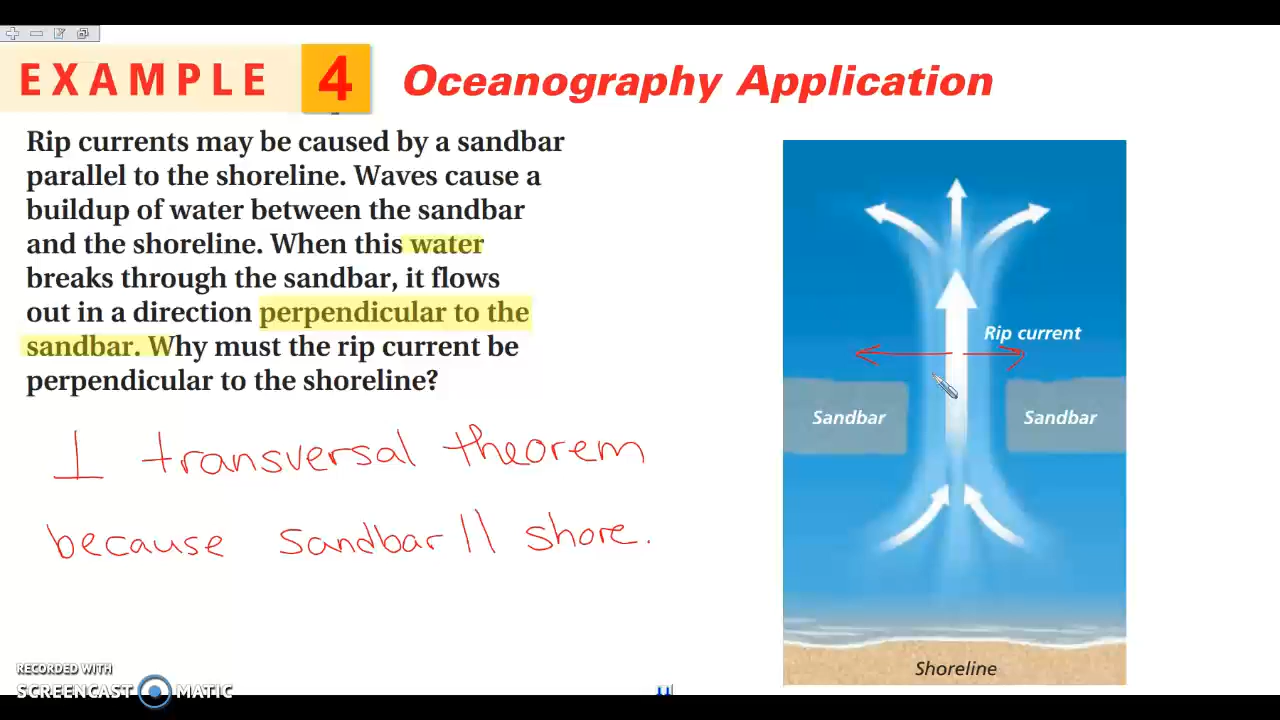 EXAMPLE 4 Oceanography Application
Rip currents may be caused by a sandbar
parallel to the shoreline. Waves cause a
buildup of water between the sandbar
and the shoreline. When this water
breaks through the sandbar, it flows
out in a direction perpendicular to the
sandbar. Why must the rip current be
perpendicular to the shoreline?
⊥ transversal theorem
because sandbar || shore.
Rip current
Sandbar
Sandbar
Shoreline
RECORDED WITH
SCREENCAST MATIC